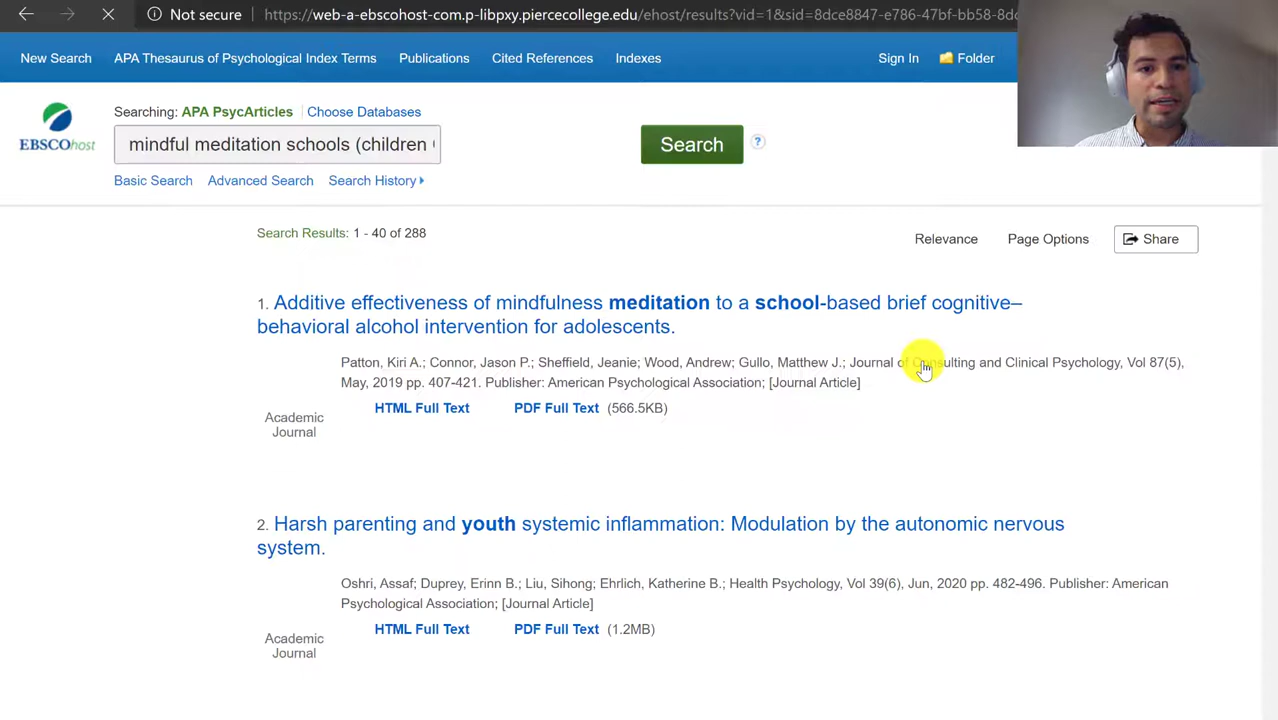 Not secure https://web-a-ebscohost-com.p-libpxy.piercecollege.edu/ehost/results?vid=1&sid=8dce8847-e786-47bf-bb58-8dc
New Search APA Thesaurus of Psychological Index Terms Publications Cited References Indexes Sign In Folder
Searching: APA PsycArticles Choose Databases
EBSCOhost mindful meditation schools (children Search ?
Basic Search Advanced Search Search History
Search Results: 1 - 40 of 288 Relevance Page Options Share
1. Additive effectiveness of mindfulness meditation to a school-based brief cognitive–
behavioral alcohol intervention for adolescents.
Patton, Kiri A.; Connor, Jason P.; Sheffield, Jeanie; Wood, Andrew; Gullo, Matthew J.; Journal of Consulting and Clinical Psychology, Vol 87(5),
May, 2019 pp. 407-421. Publisher: American Psychological Association; [Journal Article]
HTML Full Text PDF Full Text (566.5KB)
Academic
Journal
2. Harsh parenting and youth systemic inflammation: Modulation by the autonomic nervous
system.
Oshri, Assaf; Duprey, Erinn B.; Liu, Sihong; Ehrlich, Katherine B.; Health Psychology, Vol 39(6), Jun, 2020 pp. 482-496. Publisher: American
Psychological Association; [Journal Article]
HTML Full Text PDF Full Text (1.2MB)
Academic
Journal